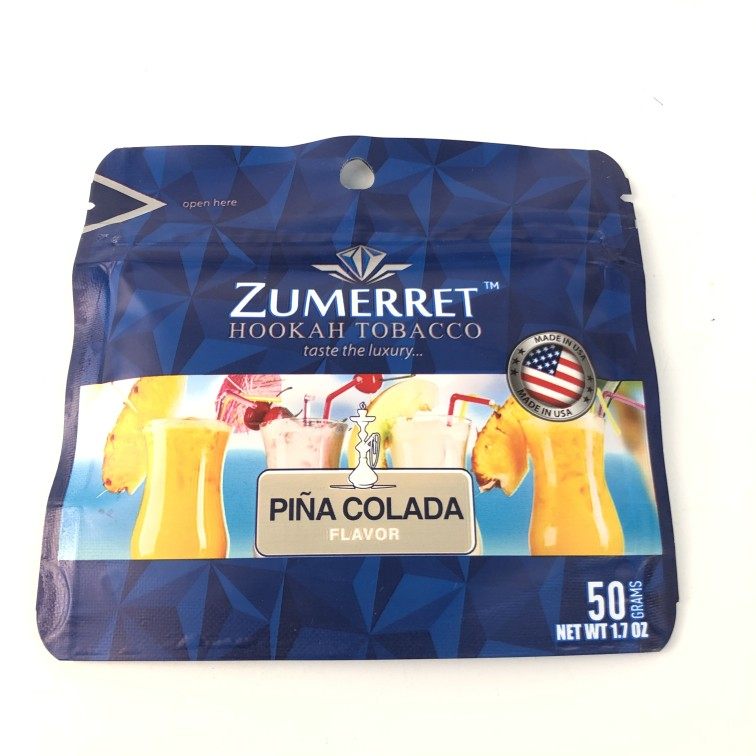 open here
ZUMERRET™
HOOKAH TOBACCO
taste the luxury...
MADE IN USA
MADE IN USA
PIÑA COLADA
FLAVOR
50 GRAMS
NET WT 1.7 OZ